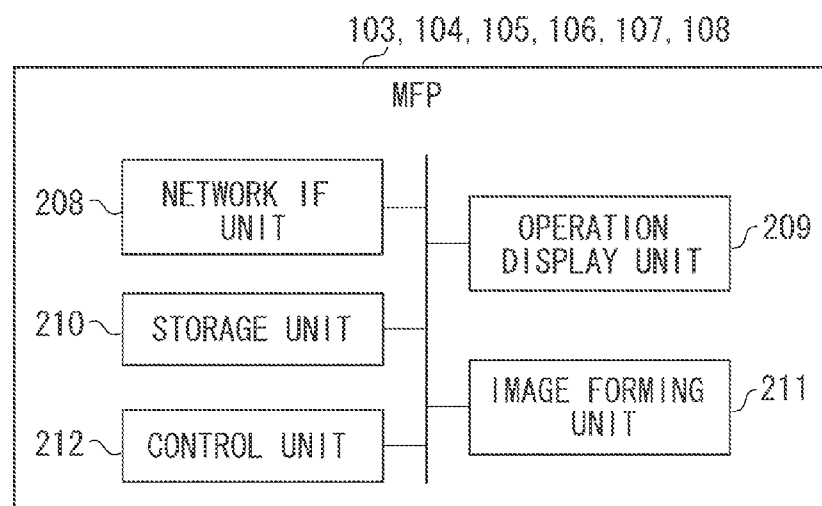 103, 104, 105, 106, 107, 108
MFP
208
NETWORK IF
UNIT
OPERATION
DISPLAY UNIT
209
210
STORAGE UNIT
IMAGE FORMING
UNIT
211
212
CONTROL UNIT